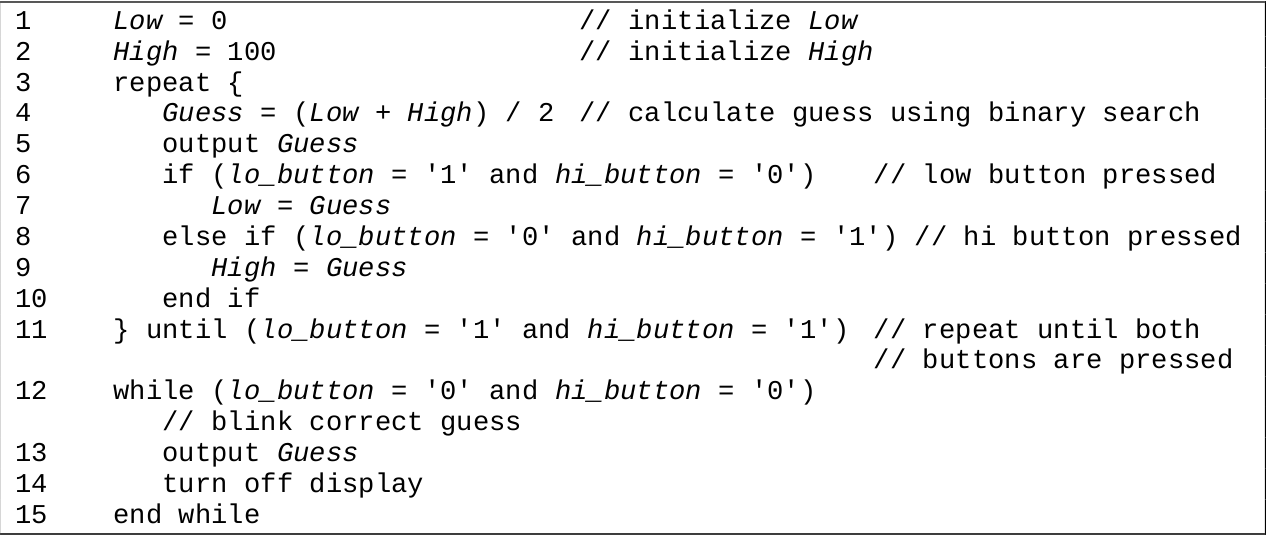 1 Low = 0 // initialize Low
2 High = 100 // initialize High
3 repeat {
4 Guess = (Low + High) / 2 // calculate guess using binary search
5 output Guess
6 if (lo_button = '1' and hi_button = '0') // low button pressed
7 Low = Guess
8 else if (lo_button = '0' and hi_button = '1') // hi button pressed
9 High = Guess
10 end if
11 } until (lo_button = '1' and hi_button = '1') // repeat until both
// buttons are pressed
12 while (lo_button = '0' and hi_button = '0')
// blink correct guess
13 output Guess
14 turn off display
15 end while